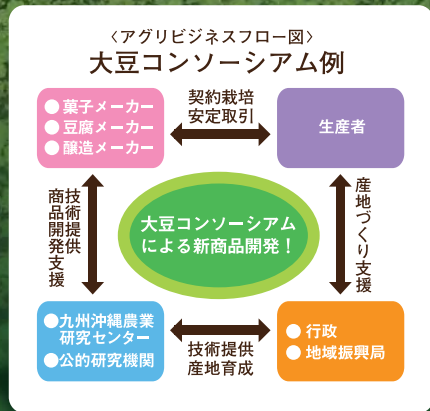 〈アグリビジネスフロー図〉
大豆コンソーシアム例
●菓子メーカー
●豆腐メーカー
●醸造メーカー
契約栽培
安定取引
生産者
技術提供
商品開発支援
大豆コンソーシアム
による新商品開発！
産地づくり支援
●九州沖縄農業
研究センター
●公的研究機関
技術提供
産地育成
●行政
●地域振興局